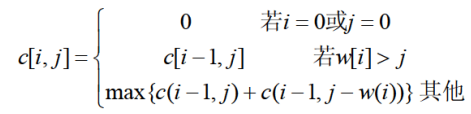 0 若i = 0或j = 0
c[i, j] = c[i−1, j] 若w[i] > j
max{c(i−1, j) + c(i−1, j − w(i))} 其他